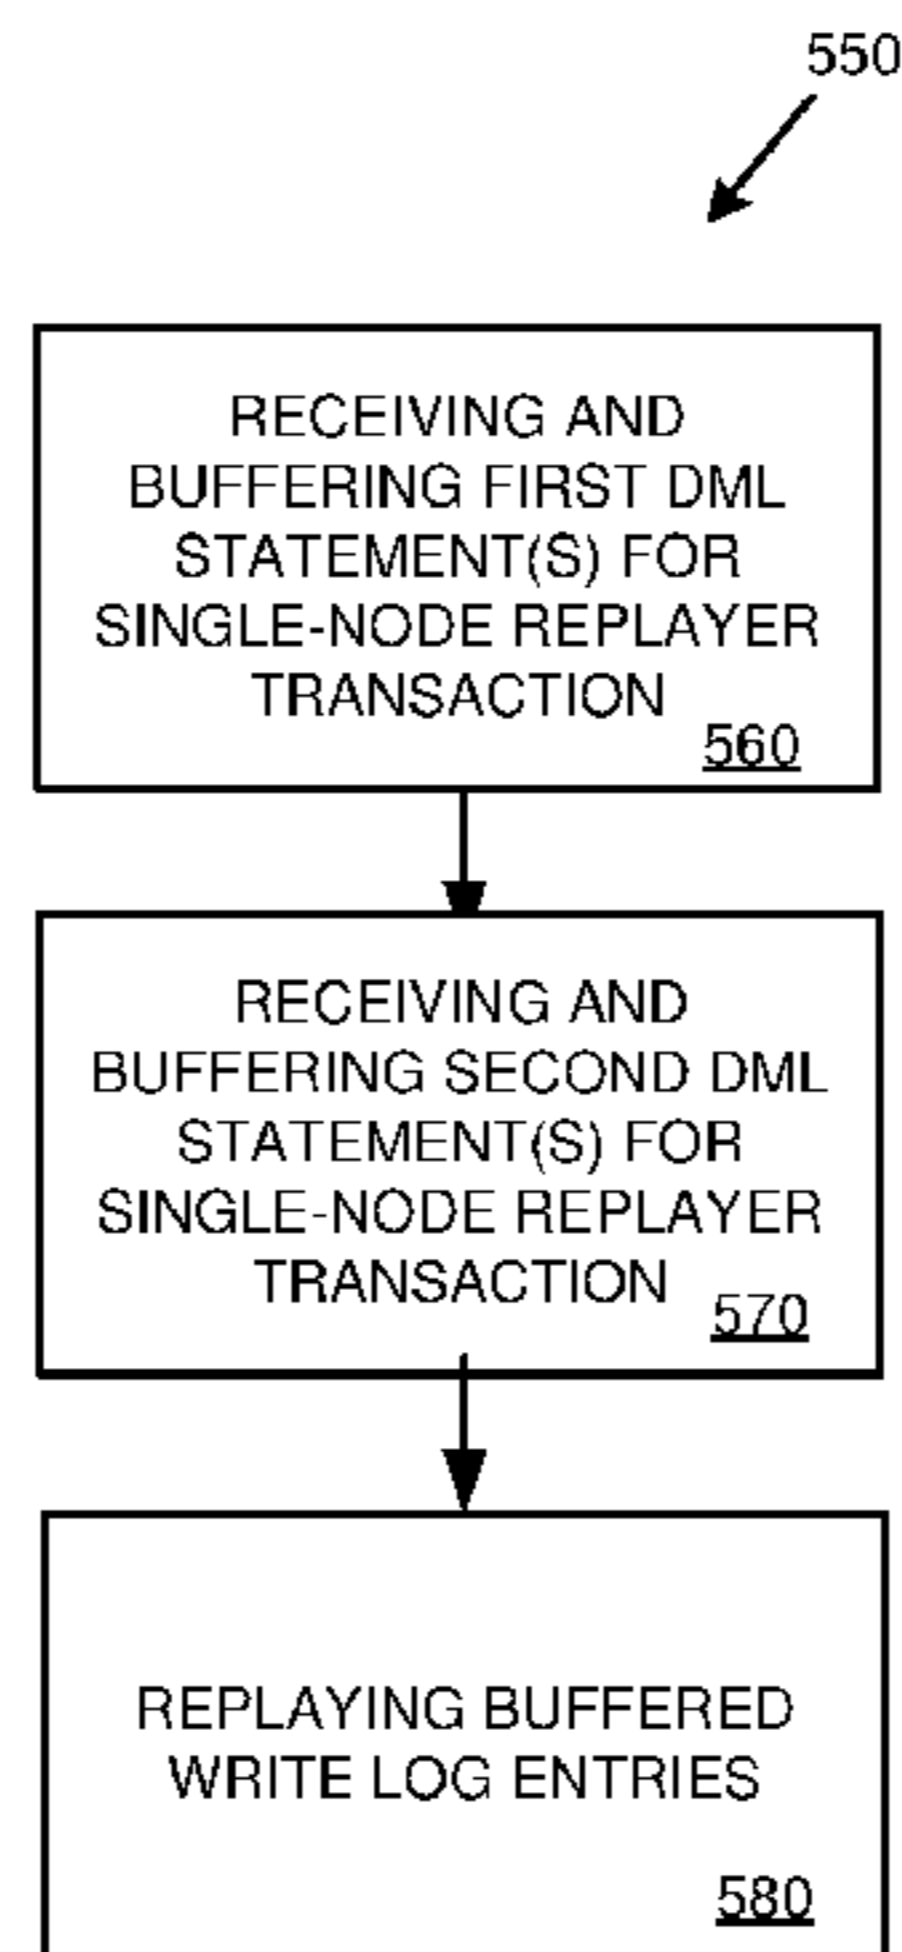 550
RECEIVING AND
BUFFERING FIRST DML
STATEMENT(S) FOR
SINGLE-NODE REPLAYER
TRANSACTION
560
RECEIVING AND
BUFFERING SECOND DML
STATEMENT(S) FOR
SINGLE-NODE REPLAYER
TRANSACTION
570
REPLAYING BUFFERED
WRITE LOG ENTRIES
580